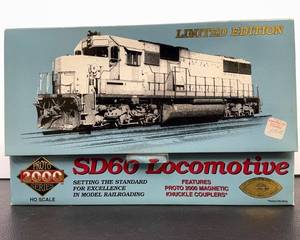 LIMITED EDITION
PROTO
2000
SERIES
HO SCALE
SD60 Locomotive
SETTING THE STANDARD
FOR EXCELLENCE
IN MODEL RAILROADING
FEATURES
PROTO 2000 MAGNETIC
KNUCKLE COUPLERS*